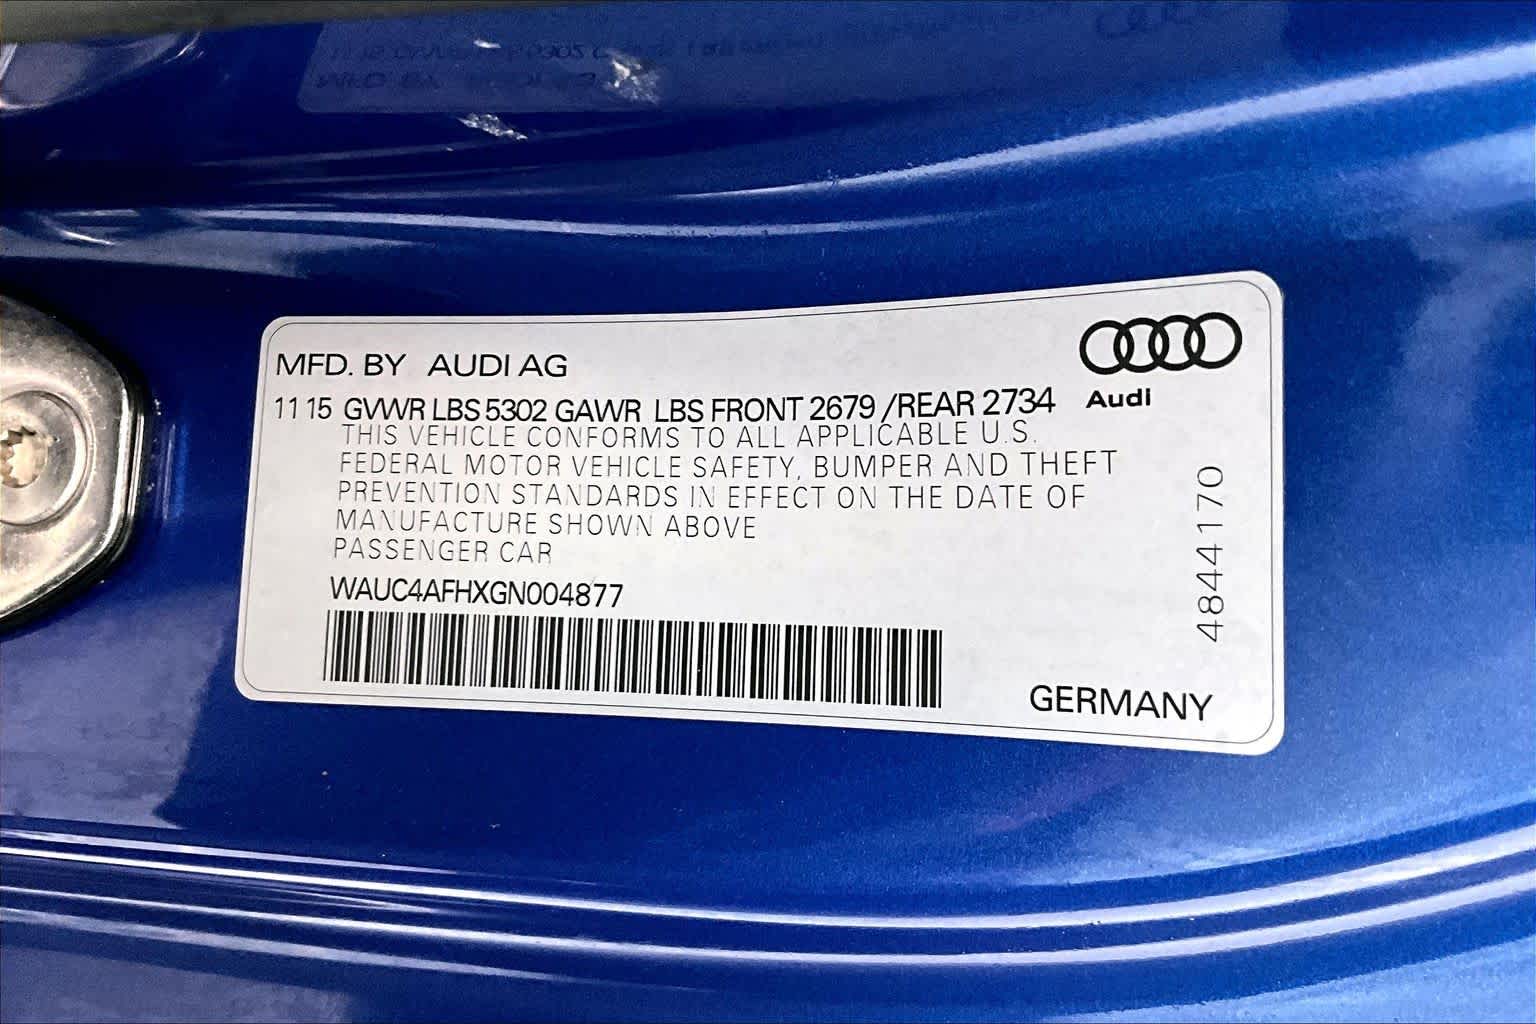 MFD. BY AUDI AG
Audi
11 15 GVWR LBS 5302 GAWR LBS FRONT 2679 /REAR 2734
THIS VEHICLE CONFORMS TO ALL APPLICABLE U.S.
FEDERAL MOTOR VEHICLE SAFETY, BUMPER AND THEFT
PREVENTION STANDARDS IN EFFECT ON THE DATE OF
MANUFACTURE SHOWN ABOVE
PASSENGER CAR
WAUC4AFHXGN004877
4844170
GERMANY